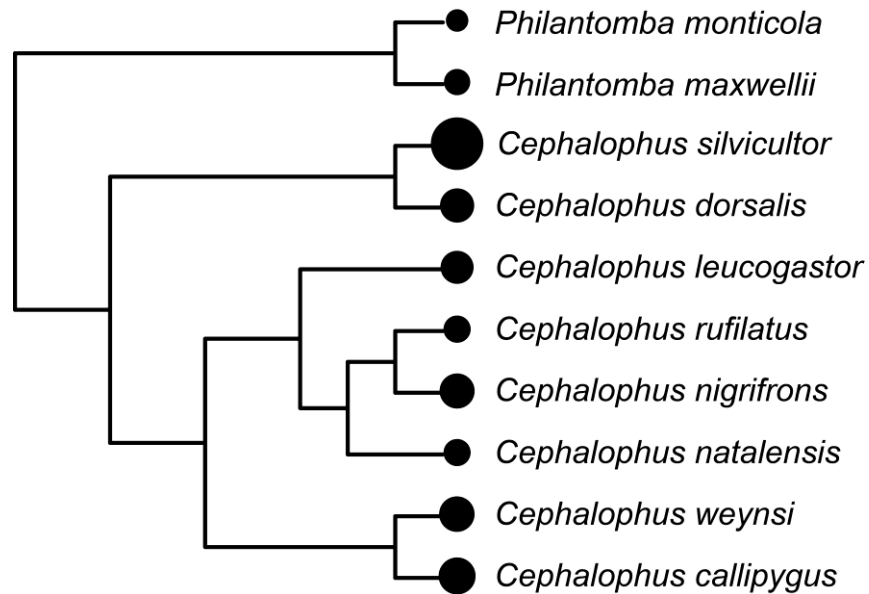 Philantomba monticola
Philantomba maxwellii
Cephalophus silvicultor
Cephalophus dorsalis
Cephalophus leucogastor
Cephalophus rufilatus
Cephalophus nigrifrons
Cephalophus natalensis
Cephalophus weynsi
Cephalophus callipygus